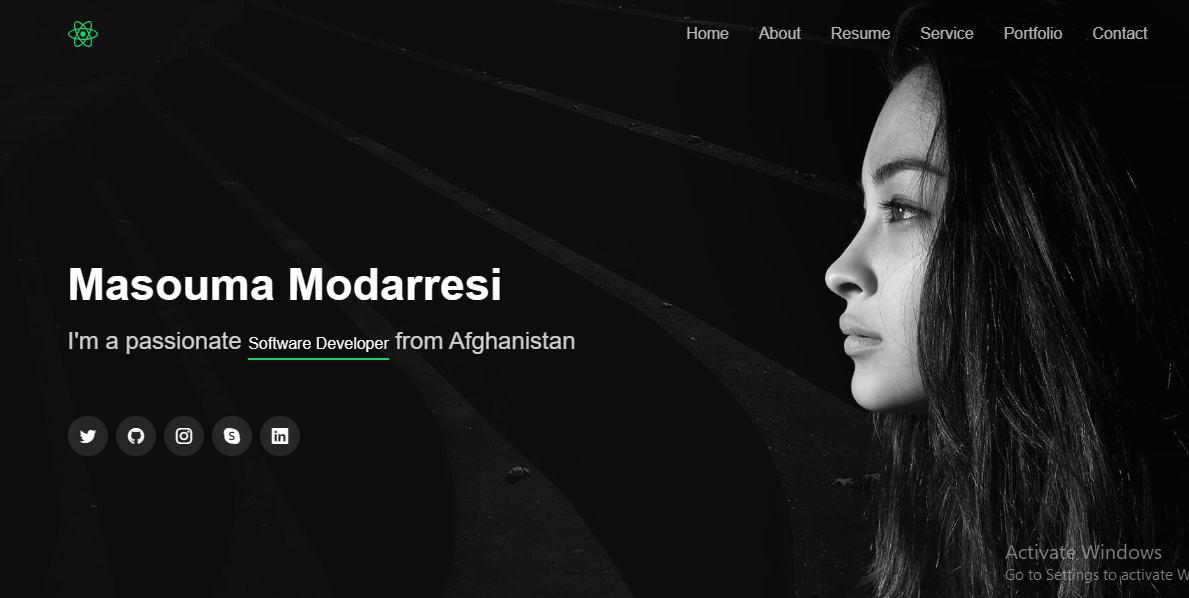 Home About Resume Service Portfolio Contact
Masouma Modarresi
I'm a passionate Software Developer from Afghanistan
Activate Windows
Go to Settings to activate W